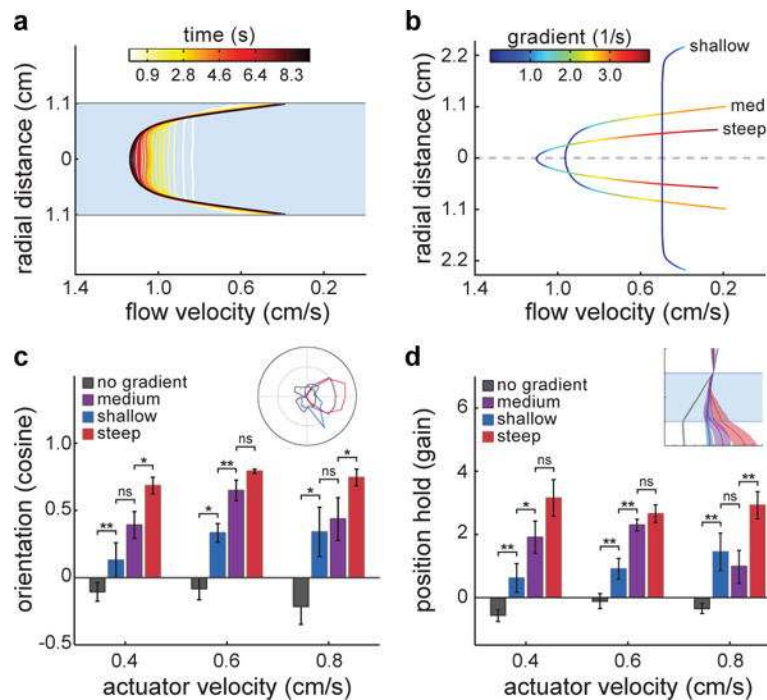 a
time (s)
0.9 2.8 4.6 6.4 8.3
radial distance (cm)
1.1
0
1.1
1.4 1.0 0.6 0.2
flow velocity (cm/s)
b
gradient (1/s)
1.0 2.0 3.0
shallow
med
steep
radial distance (cm)
2.2
1.1
0
1.1
2.2
1.4 1.0 0.6 0.2
flow velocity (cm/s)
c
no gradient
medium
shallow
steep
orientation (cosine)
1.0
0.5
0
-0.5
** ns *
* ** ns
* ns *
0.4 0.6 0.8
actuator velocity (cm/s)
d
no gradient
medium
shallow
steep
position hold (gain)
6
4
2
0
** * ns
** ** ns
** ns **
0.4 0.6 0.8
actuator velocity (cm/s)